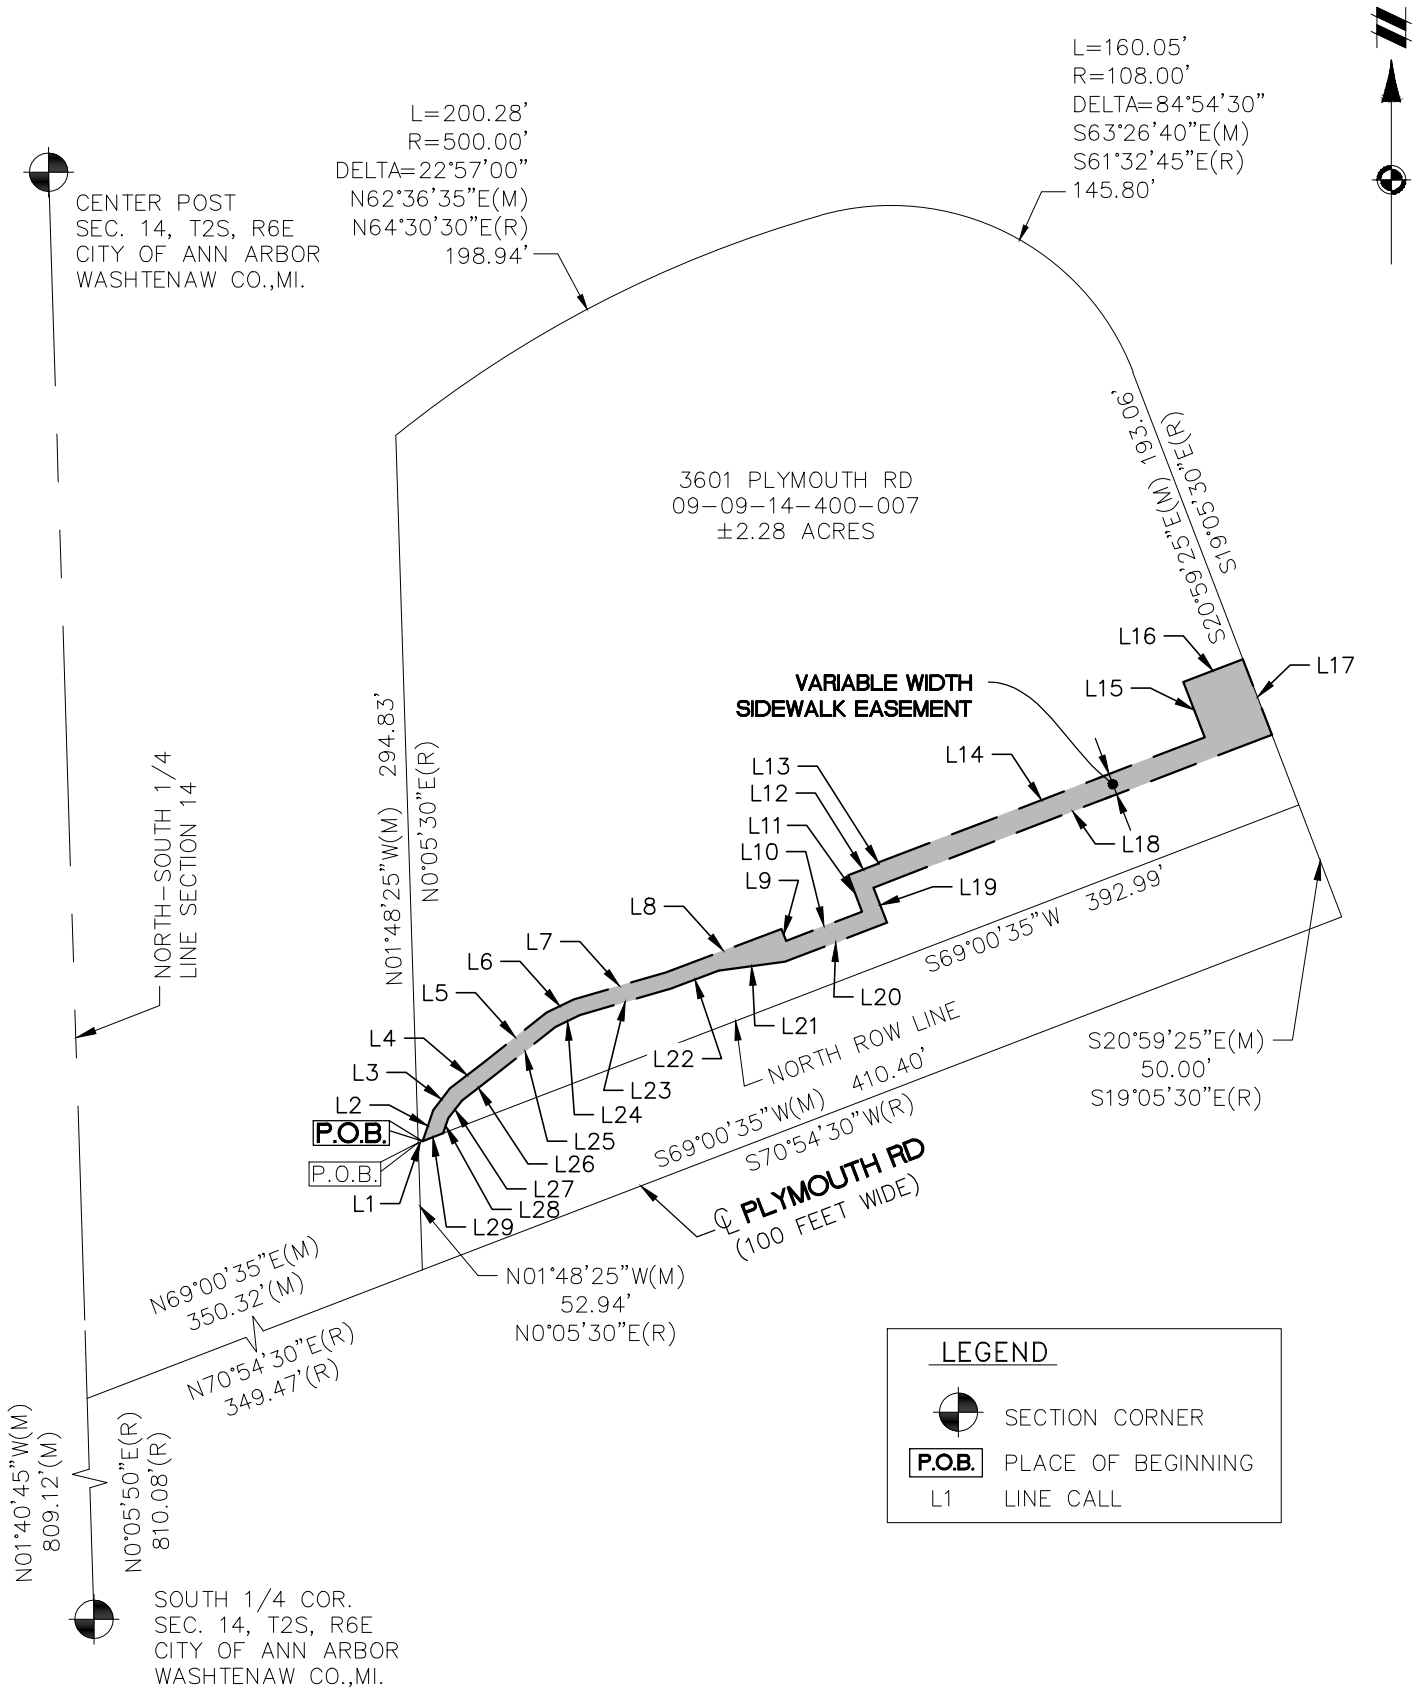 L=160.05'
R=108.00'
DELTA=84°54'30"
S63°26'40"E(M)
S61°32'45"E(R)
145.80'
L=200.28'
R=500.00'
DELTA=22°57'00"
N62°36'35"E(M)
N64°30'30"E(R)
198.94'
CENTER POST
SEC. 14, T2S, R6E
CITY OF ANN ARBOR
WASHTENAW CO.,MI.
3601 PLYMOUTH RD
09-09-14-400-007
±2.28 ACRES
S20°59'25"E(M) 193.06'
S19°05'30"E(R)
L16
L17
L15
VARIABLE WIDTH
SIDEWALK EASEMENT
L14
L13
L12
L11
L10
L9
L8
L7
L6
L5
L4
L3
L2
P.O.B.
P.O.B.
L1
L18
L19
L20
L21
L22
L23
L24
L25
L26
L27
L28
L29
NORTH-SOUTH 1/4
LINE SECTION 14
N01°48'25"W(M) 294.83'
N0°05'30"E(R)
S69°00'35"W 392.99'
NORTH ROW LINE
S69°00'35"W(M) 410.40'
S70°54'30"W(R)
℄ PLYMOUTH RD
(100 FEET WIDE)
S20°59'25"E(M)
50.00'
S19°05'30"E(R)
N01°48'25"W(M)
52.94'
N0°05'30"E(R)
N69°00'35"E(M)
350.32'(M)
N70°54'30"E(R)
349.47'(R)
N01°40'45"W(M)
809.12'(M)
N0°05'50"E(R)
810.08'(R)
SOUTH 1/4 COR.
SEC. 14, T2S, R6E
CITY OF ANN ARBOR
WASHTENAW CO.,MI.
LEGEND
SECTION CORNER
P.O.B. PLACE OF BEGINNING
L1 LINE CALL